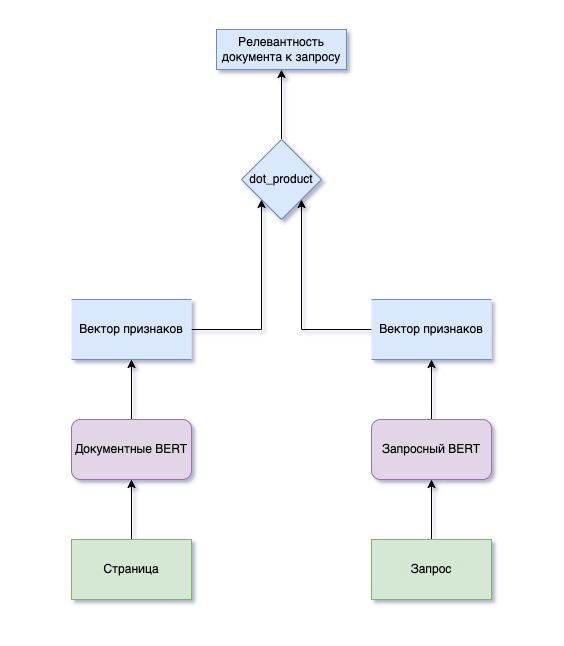 Релевантность
документа к запросу
dot_product
Вектор признаков
Вектор признаков
Документные BERT
Запросный BERT
Страница
Запрос